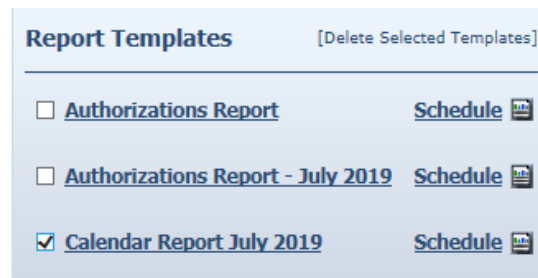 Report Templates [Delete Selected Templates]
Authorizations Report Schedule
Authorizations Report - July 2019 Schedule
Calendar Report July 2019 Schedule